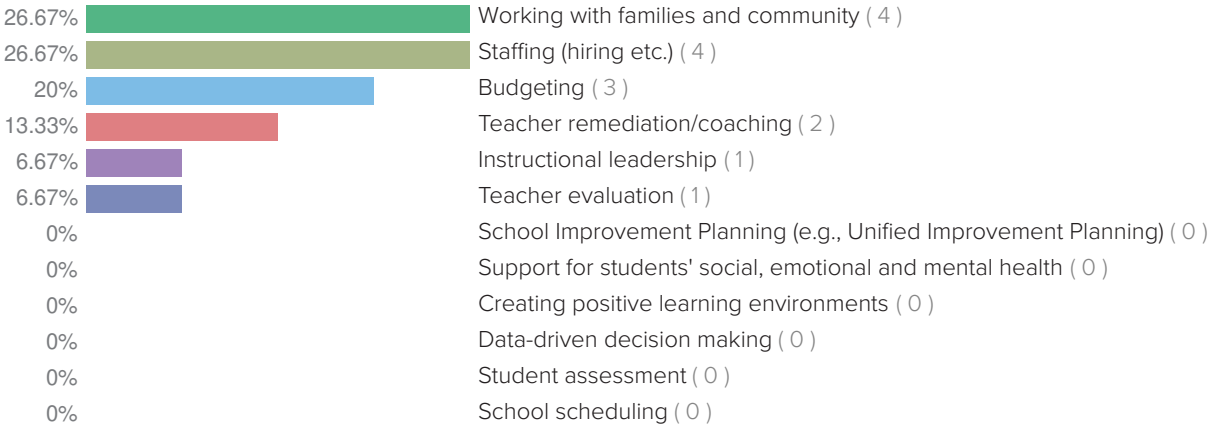 26.67% Working with families and community ( 4 )
26.67% Staffing (hiring etc.) ( 4 )
20% Budgeting ( 3 )
13.33% Teacher remediation/coaching ( 2 )
6.67% Instructional leadership ( 1 )
6.67% Teacher evaluation ( 1 )
0% School Improvement Planning (e.g., Unified Improvement Planning) ( 0 )
0% Support for students' social, emotional and mental health ( 0 )
0% Creating positive learning environments ( 0 )
0% Data-driven decision making ( 0 )
0% Student assessment ( 0 )
0% School scheduling ( 0 )